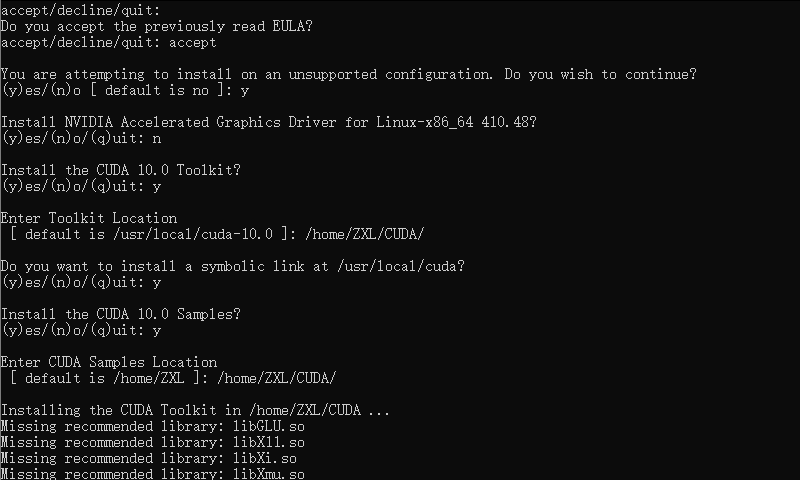 accept/decline/quit:
Do you accept the previously read EULA?
accept/decline/quit: accept
You are attempting to install on an unsupported configuration. Do you wish to continue?
(y)es/(n)o [ default is no ]: y
Install NVIDIA Accelerated Graphics Driver for Linux-x86_64 410.48?
(y)es/(n)o/(q)uit: n
Install the CUDA 10.0 Toolkit?
(y)es/(n)o/(q)uit: y
Enter Toolkit Location
[ default is /usr/local/cuda-10.0 ]: /home/ZXL/CUDA/
Do you want to install a symbolic link at /usr/local/cuda?
(y)es/(n)o/(q)uit: y
Install the CUDA 10.0 Samples?
(y)es/(n)o/(q)uit: y
Enter CUDA Samples Location
[ default is /home/ZXL ]: /home/ZXL/CUDA/
Installing the CUDA Toolkit in /home/ZXL/CUDA ...
Missing recommended library: libGLU.so
Missing recommended library: libX11.so
Missing recommended library: libXi.so
Missing recommended library: libXmu.so